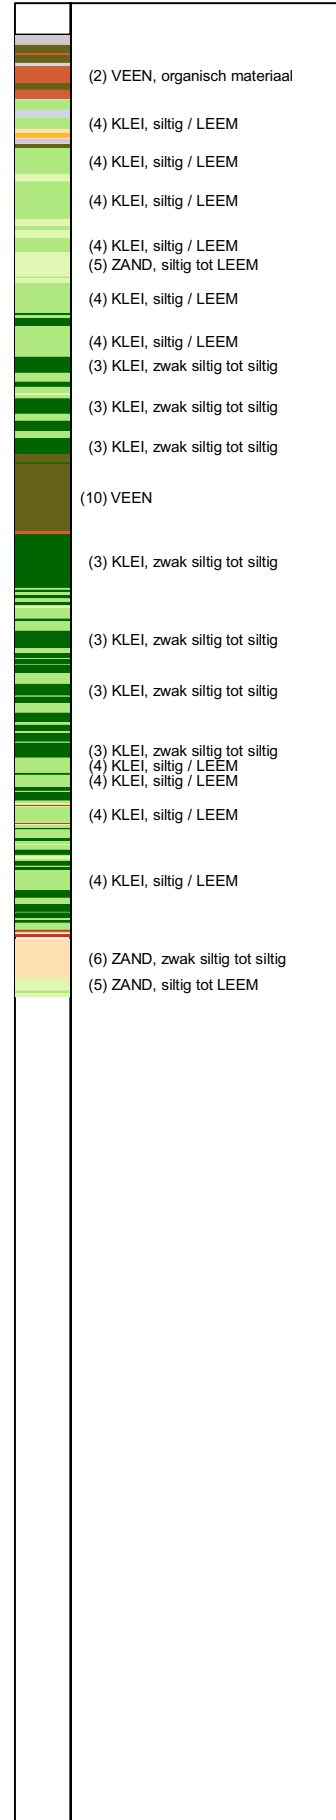 (2) VEEN, organisch materiaal
(4) KLEI, siltig / LEEM
(4) KLEI, siltig / LEEM
(4) KLEI, siltig / LEEM
(4) KLEI, siltig / LEEM
(5) ZAND, siltig tot LEEM
(4) KLEI, siltig / LEEM
(4) KLEI, siltig / LEEM
(3) KLEI, zwak siltig tot siltig
(3) KLEI, zwak siltig tot siltig
(3) KLEI, zwak siltig tot siltig
(10) VEEN
(3) KLEI, zwak siltig tot siltig
(3) KLEI, zwak siltig tot siltig
(3) KLEI, zwak siltig tot siltig
(3) KLEI, zwak siltig tot siltig
(4) KLEI, siltig / LEEM
(4) KLEI, siltig / LEEM
(4) KLEI, siltig / LEEM
(4) KLEI, siltig / LEEM
(6) ZAND, zwak siltig tot siltig
(5) ZAND, siltig tot LEEM